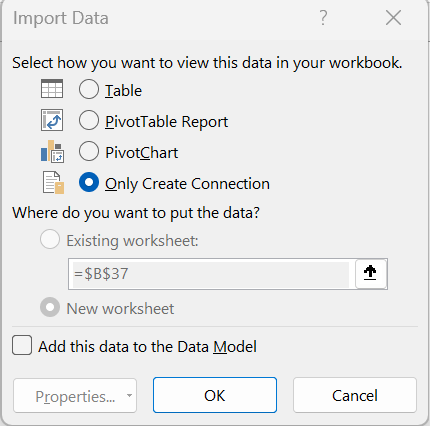 Import Data ?
Select how you want to view this data in your workbook.
Table
PivotTable Report
PivotChart
Only Create Connection
Where do you want to put the data?
Existing worksheet:
=$B$37
New worksheet
Add this data to the Data Model
Properties...
OK
Cancel